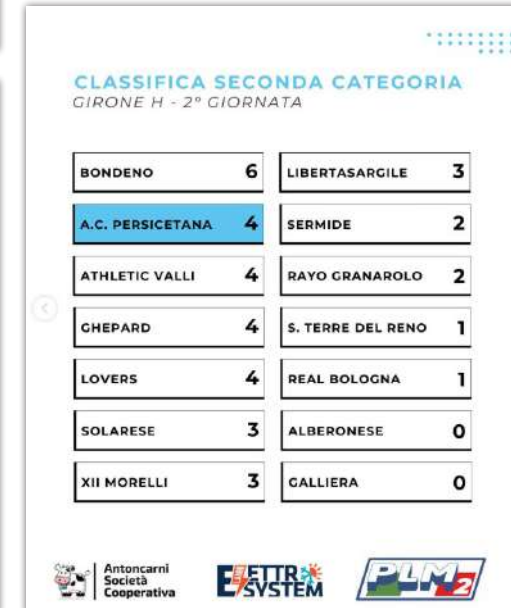 CLASSIFICA SECONDA CATEGORIA
GIRONE H - 2° GIORNATA
BONDENO 6
A.C. PERSICETANA 4
ATHLETIC VALLI 4
GHEPARD 4
LOVERS 4
SOLARESE 3
XII MORELLI 3
LIBERTASARGILE 3
SERMIDE 2
RAYO GRANAROLO 2
S. TERRE DEL RENO 1
REAL BOLOGNA 1
ALBERONESE 0
GALLIERA 0
Antoncarni
Società
Cooperativa
ELETTR
SYSTEM
PLM2